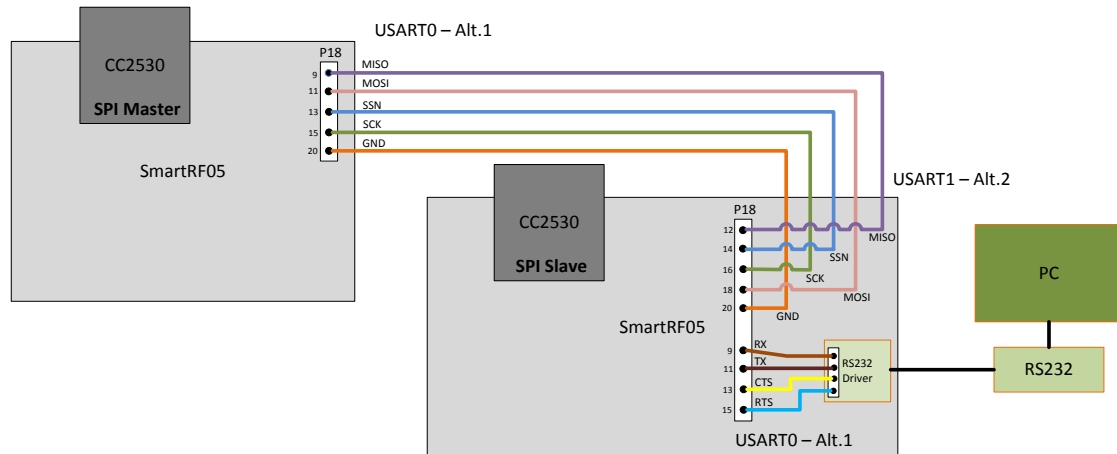 USART0 – Alt.1
P18
CC2530
SPI Master
SmartRF05
9
MISO
11
MOSI
13
SSN
15
SCK
20
GND
USART1 – Alt.2
P18
CC2530
SPI Slave
SmartRF05
12
MISO
14
SSN
16
SCK
18
MOSI
20
GND
9
RX
11
TX
13
CTS
15
RTS
RS232
Driver
USART0 – Alt.1
PC
RS232